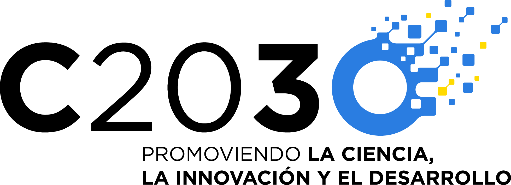 C2030
PROMOVIENDO LA CIENCIA,
LA INNOVACIÓN Y EL DESARROLLO